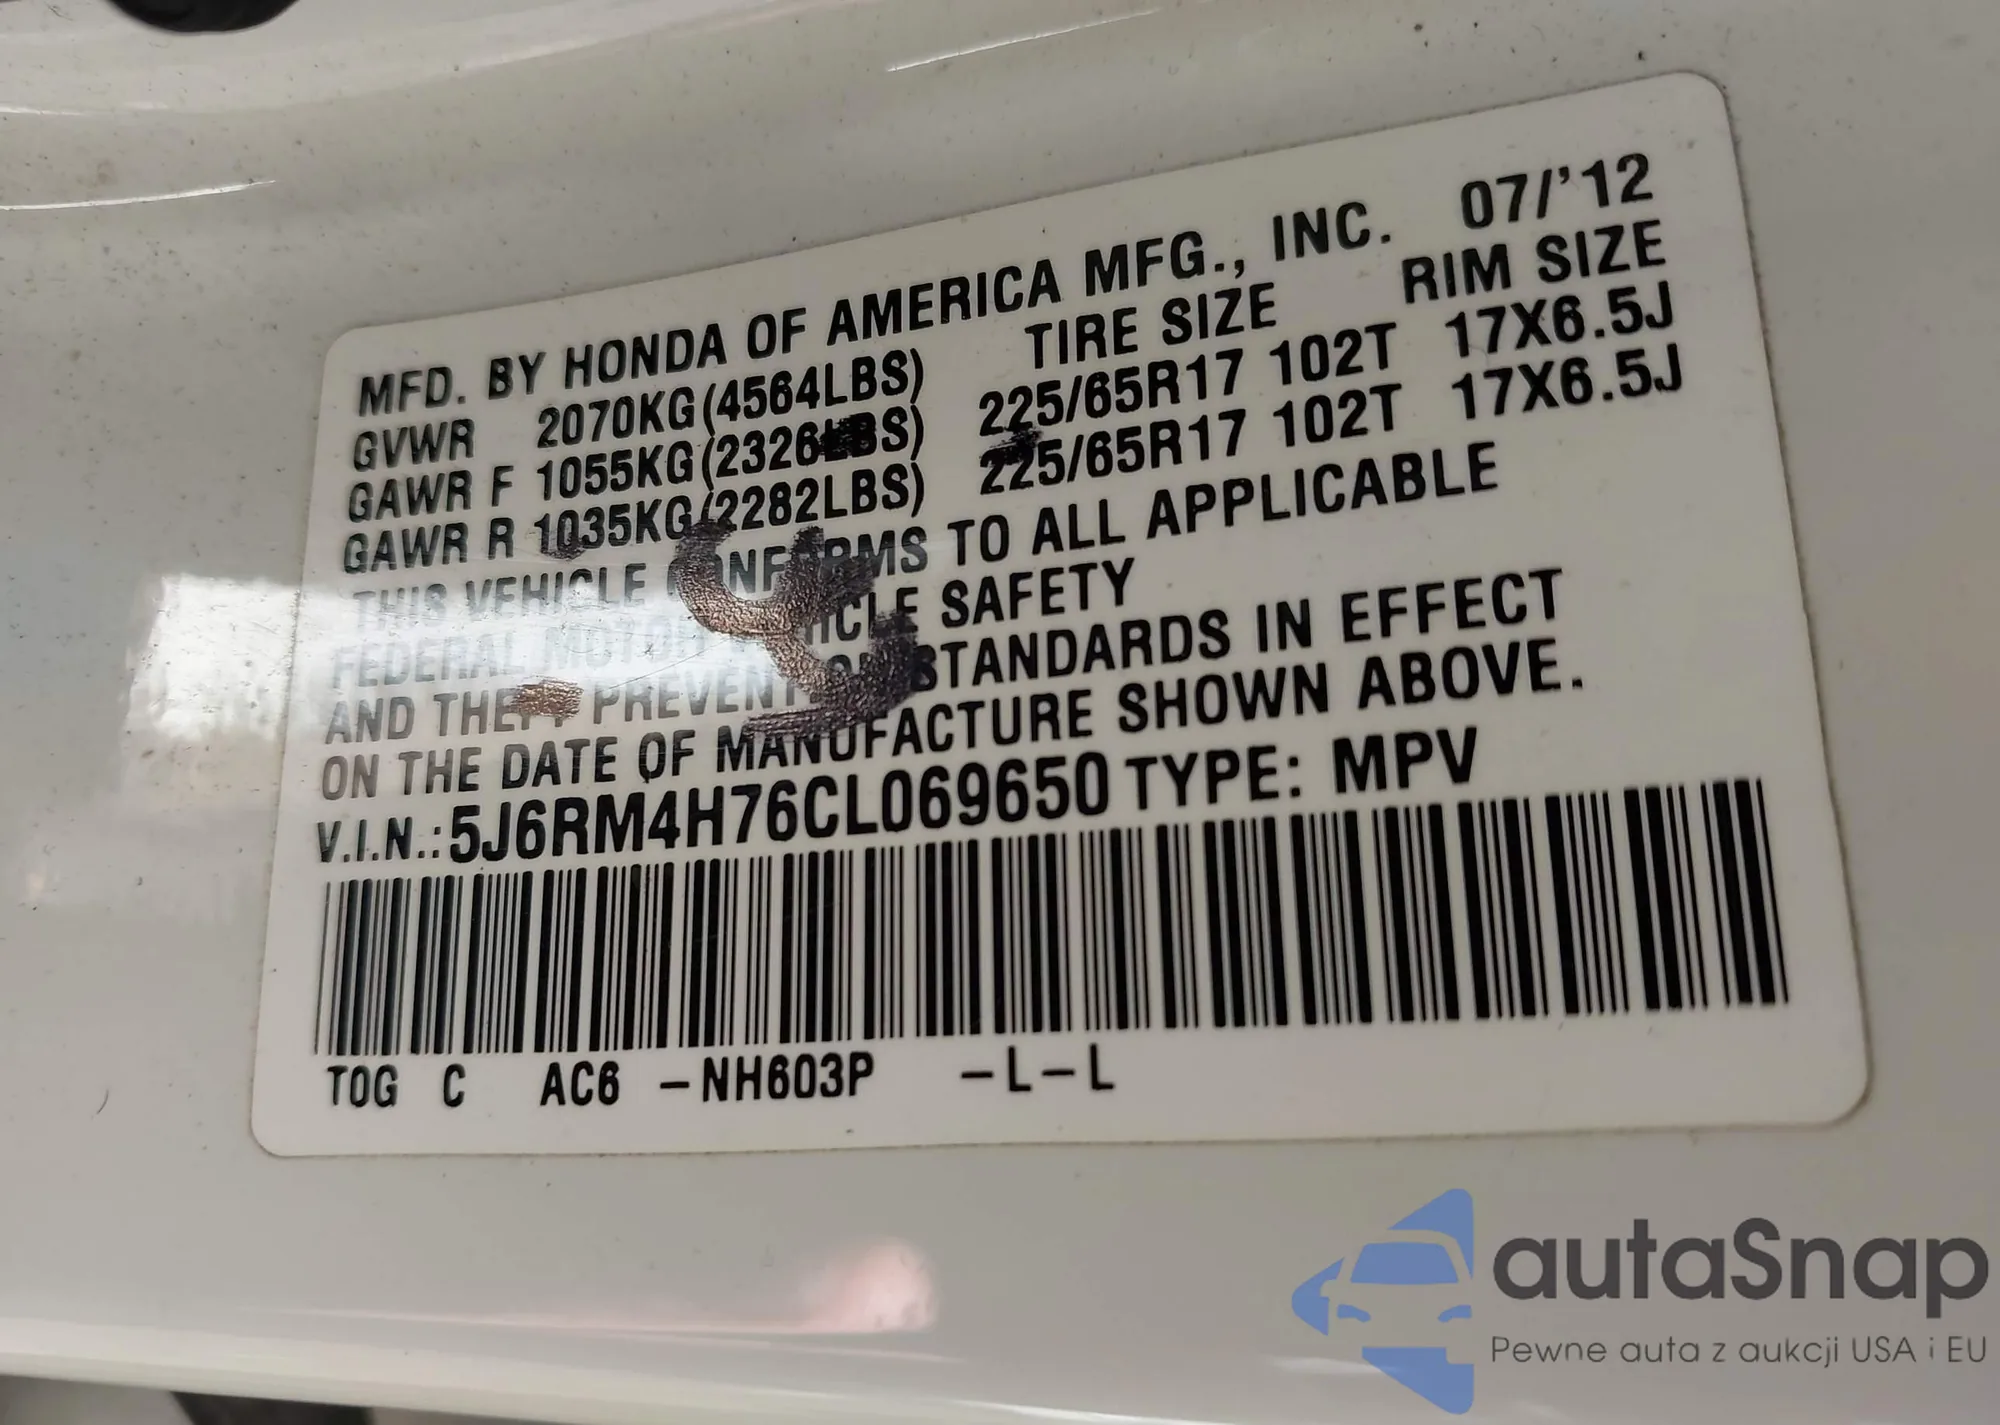 MFD. BY HONDA OF AMERICA MFG., INC. 07/'12
TIRE SIZE RIM SIZE
GVWR 2070KG(4564LBS)
GAWR F 1055KG(2326LBS) 225/65R17 102T 17X6.5J
GAWR R 1035KG(2282LBS) 225/65R17 102T 17X6.5J
THIS VEHICLE CONFORMS TO ALL APPLICABLE
FEDERAL MOTOR VEHICLE SAFETY
AND THEFT PREVENTION STANDARDS IN EFFECT
ON THE DATE OF MANUFACTURE SHOWN ABOVE.
V.I.N.: 5J6RM4H76CL069650 TYPE: MPV
TOG C AC6 –NH603P –L–L
autaSnap
Pewne auta z aukcji USA i EU